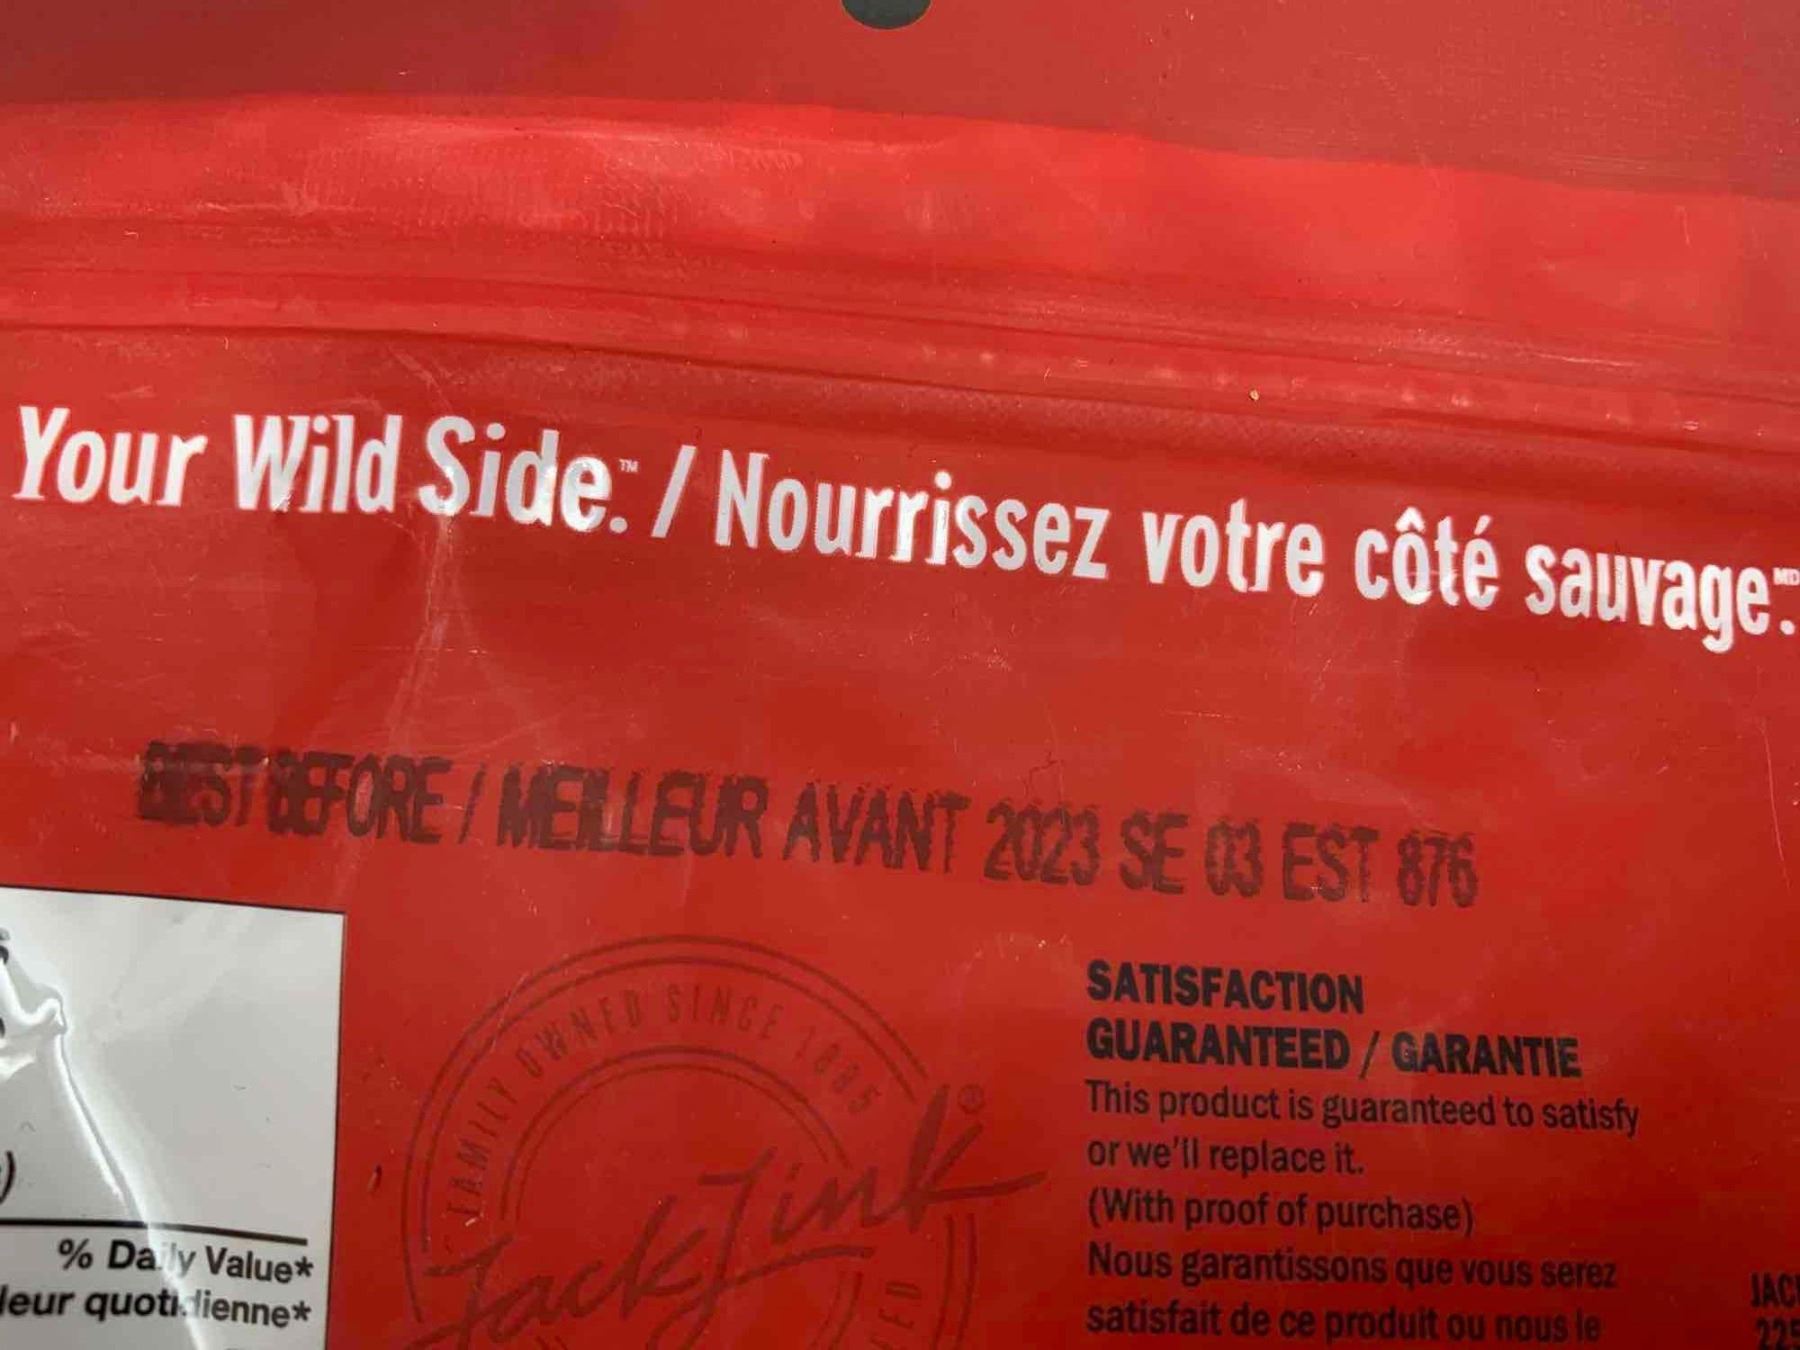 Your Wild Side.™ / Nourrissez votre côté sauvage.MD
BEST BEFORE / MEILLEUR AVANT 2023 SE 03 EST 876
FAMILY OWNED SINCE 1885
Jack Link
®
SATISFACTION
GUARANTEED / GARANTIE
This product is guaranteed to satisfy
or we'll replace it.
(With proof of purchase)
Nous garantissons que vous serez
satisfait de ce produit ou nous le
% Daily Value*
leur quotidienne*
JAC
225